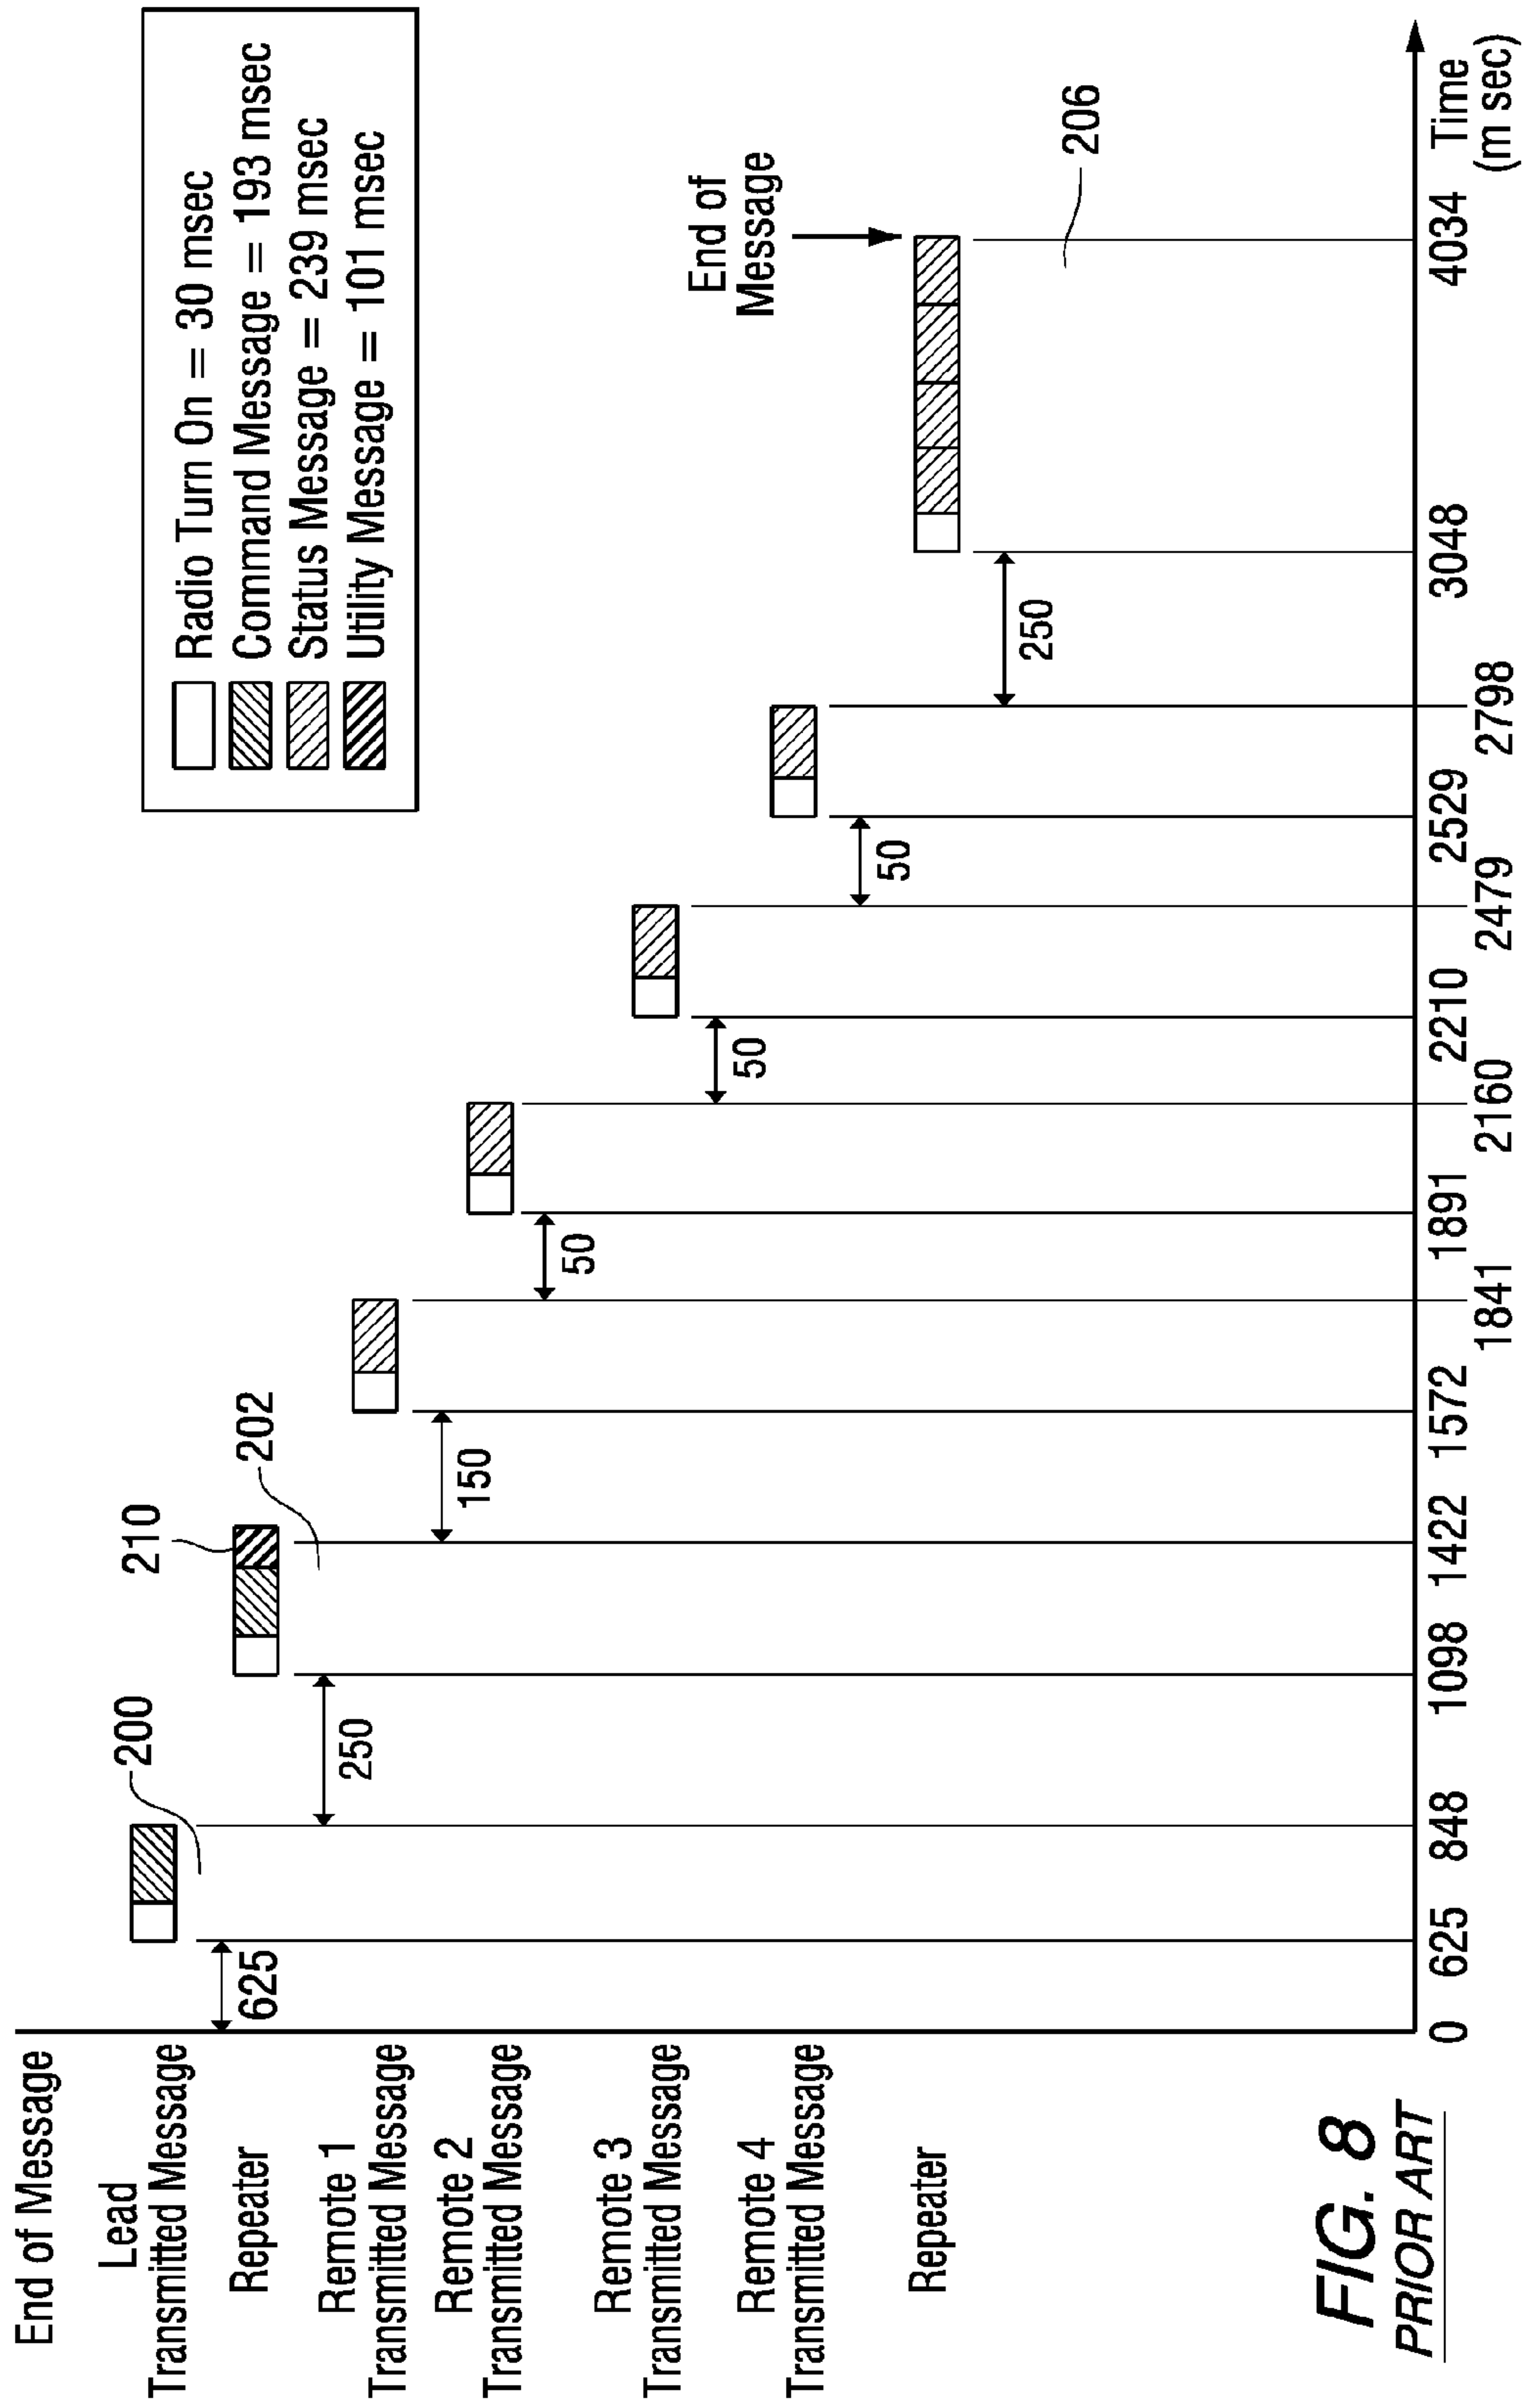 End of Message
Lead
Transmitted Message
Repeater
Remote 1
Transmitted Message
Remote 2
Transmitted Message
Remote 3
Transmitted Message
Remote 4
Transmitted Message
Repeater
Radio Turn On = 30 msec
Command Message = 193 msec
Status Message = 239 msec
Utility Message = 101 msec
625
200
250
210
202
150
50
50
50
250
End of
Message
206
0 625 848 1098 1422 1572 1841 1891 2160 2210 2479 2529 2798 3048 4034
Time
(m sec)
FIG. 8
PRIOR ART